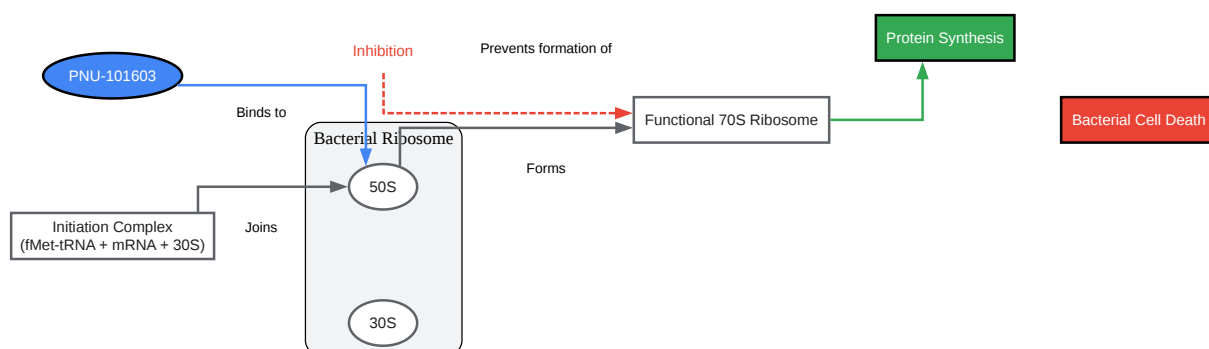 Protein Synthesis
Inhibition
Prevents formation of
PNU-101603
Binds to
Functional 70S Ribosome
Bacterial Cell Death
Bacterial Ribosome
Forms
50S
Initiation Complex
(fMet-tRNA + mRNA + 30S)
Joins
30S